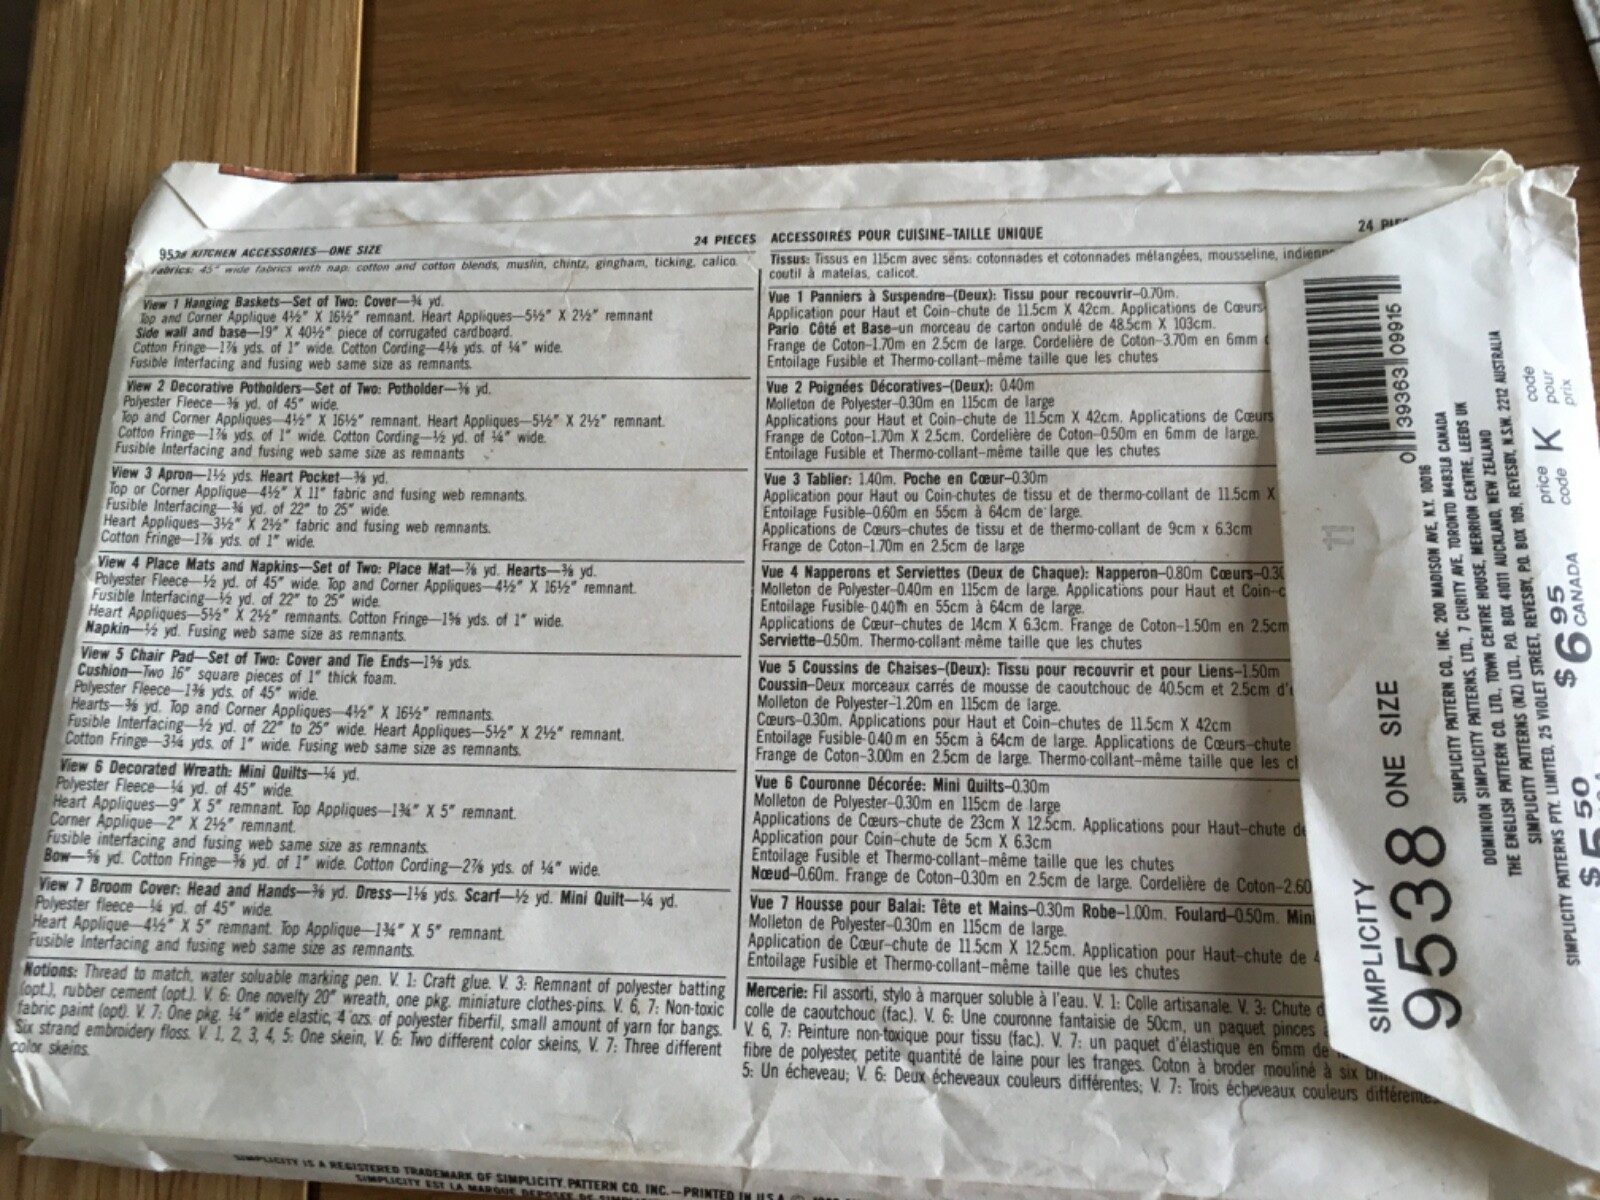 9538 KITCHEN ACCESSORIES—ONE SIZE 24 PIECES
Fabrics: 45" wide fabrics with nap: cotton and cotton blends, muslin, chintz, gingham, ticking, calico.
View 1 Hanging Baskets—Set of Two: Cover—¾ yd.
Top and Corner Applique 4½" X 16½" remnant. Heart Appliques—5½" X 2½" remnant
Side wall and base—19" X 40½" piece of corrugated cardboard.
Cotton Fringe—1⅞ yds. of 1" wide. Cotton Cording—4⅛ yds. of ¼" wide.
Fusible Interfacing and fusing web same size as remnants.
View 2 Decorative Potholders—Set of Two: Potholder—⅜ yd.
Polyester Fleece—⅜ yd. of 45" wide.
Top and Corner Appliques—4½" X 16½" remnant. Heart Appliques—5½" X 2½" remnant.
Cotton Fringe—1⅞ yds. of 1" wide. Cotton Cording—½ yd. of ¼" wide.
Fusible Interfacing and fusing web same size as remnants
View 3 Apron—1½ yds. Heart Pocket—⅜ yd.
Top or Corner Applique—4½" X 11" fabric and fusing web remnants.
Fusible Interfacing—¾ yd. of 22" to 25" wide.
Heart Appliques—3½" X 2½" fabric and fusing web remnants.
Cotton Fringe—1⅞ yds. of 1" wide.
View 4 Place Mats and Napkins—Set of Two: Place Mat—⅞ yd. Hearts—⅜ yd.
Polyester Fleece—½ yd. of 45" wide. Top and Corner Appliques—4½" X 16½" remnant.
Fusible Interfacing—½ yd. of 22" to 25" wide.
Heart Appliques—5½" X 2½" remnants. Cotton Fringe—1⅝ yds. of 1" wide.
Napkin—½ yd. Fusing web same size as remnants.
View 5 Chair Pad—Set of Two: Cover and Tie Ends—1⅝ yds.
Cushion—Two 16" square pieces of 1" thick foam.
Polyester Fleece—1⅜ yds. of 45" wide.
Hearts—⅜ yd. Top and Corner Appliques—4½" X 16½" remnants.
Fusible Interfacing—½ yd. of 22" to 25" wide. Heart Appliques—5½" X 2½" remnant.
Cotton Fringe—3¼ yds. of 1" wide. Fusing web same size as remnants.
View 6 Decorated Wreath: Mini Quilts—¼ yd.
Polyester Fleece—¼ yd. of 45" wide.
Heart Appliques—9" X 5" remnant. Top Appliques—1¾" X 5" remnant.
Corner Applique—2" X 2½" remnant.
Fusible interfacing and fusing web same size as remnants.
Bow—⅝ yd. Cotton Fringe—⅜ yd. of 1" wide. Cotton Cording—2⅞ yds. of ¼" wide.
View 7 Broom Cover: Head and Hands—⅜ yd. Dress—1⅛ yds. Scarf—½ yd. Mini Quilt—¼ yd.
Polyester fleece—¼ yd. of 45" wide.
Heart Applique—4½" X 5" remnant. Top Applique—1¾" X 5" remnant.
Fusible Interfacing and fusing web same size as remnants.
Notions: Thread to match, water soluable marking pen. V. 1: Craft glue. V. 3: Remnant of polyester batting
(opt.), rubber cement (opt.). V. 6: One novelty 20" wreath, one pkg. miniature clothes-pins. V. 6, 7: Non-toxic
fabric paint (opt). V. 7: One pkg. ¼" wide elastic, 4 ozs. of polyester fiberfil, small amount of yarn for bangs.
Six strand embroidery floss. V. 1, 2, 3, 4, 5: One skein, V. 6: Two different color skeins, V. 7: Three different
color skeins.
ACCESSOIRES POUR CUISINE–TAILLE UNIQUE 24
Tissus: Tissus en 115cm avec sens: cotonnades et cotonnades mélangées, mousseline,
coutil à matelas, calicot.
Vue 1 Panniers à Suspendre–(Deux): Tissu pour recouvrir–0.70m.
Application pour Haut et Coin–chute de 11.5cm X 42cm. Applications de Cœurs-
Pario Côté et Base–un morceau de carton ondulé de 48.5cm X 103cm.
Frange de Coton–1.70m en 2.5cm de large. Cordelière de Coton–3.70m en 6mm
Entoilage Fusible et Thermo-collant–même taille que les chutes
Vue 2 Poignées Décoratives–(Deux): 0.40m
Molleton de Polyester–0.30m en 115cm de large
Applications pour Haut et Coin-chute de 11.5cm X 42cm. Applications de Cœurs
Frange de Coton–1.70m X 2.5cm. Cordelière de Coton–0.50m en 6mm de large.
Entoilage Fusible et Thermo-collant–même taille que les chutes
Vue 3 Tablier: 1.40m. Poche en Cœur–0.30m
Application pour Haut ou Coin-chutes de tissu et de thermo-collant de 11.5cm X
Entoilage Fusible–0.60m en 55cm à 64cm de large.
Applications de Cœurs–chutes de tissu et de thermo-collant de 9cm x 6.3cm
Frange de Coton–1.70m en 2.5cm de large
Vue 4 Napperons et Serviettes (Deux de Chaque): Napperon–0.80m Cœurs–0.30
Molleton de Polyester–0.40m en 115cm de large. Applications pour Haut et Coin–c
Entoilage Fusible-0.40m en 55cm à 64cm de large.
Applications de Cœur–chutes de 14cm X 6.3cm. Frange de Coton–1.50m en 2.5cm
Serviette–0.50m. Thermo-collant même taille que les chutes
Vue 5 Coussins de Chaises–(Deux): Tissu pour recouvrir et pour Liens–1.50m
Coussin–Deux morceaux carrés de mousse de caoutchouc de 40.5cm et 2.5cm d'
Molleton de Polyester–1.20m en 115cm de large.
Cœurs–0.30m. Applications pour Haut et Coin–chutes de 11.5cm X 42cm
Entoilage Fusible-0.40 m en 55cm à 64cm de large. Applications de Cœurs–chute
Frange de Coton–3.00m en 2.5cm de large. Thermo-collant–même taille que les
Vue 6 Couronne Décorée: Mini Quilts–0.30m
Molleton de Polyester–0.30m en 115cm de large
Applications de Cœurs–chute de 23cm X 12.5cm. Applications pour Haut–chute de
Application pour Coin–chute de 5cm X 6.3cm
Entoilage Fusible et Thermo-collant–même taille que les chutes
Nœud–0.60m. Frange de Coton–0.30m en 2.5cm de large. Cordelière de Coton–2.60
Vue 7 Housse pour Balai: Tête et Mains–0.30m Robe–1.00m. Foulard–0.50m. Mini
Molleton de Polyester–0.30m en 115cm de large.
Application de Cœur–chute de 11.5cm X 12.5cm. Application pour Haut–chute de 4
Entoilage Fusible et Thermo-collant–même taille que les chutes
Mercerie: Fil assorti, stylo à marquer soluble à l'eau. V. 1: Colle artisanale. V. 3: Chute
colle de caoutchouc (fac.). V. 6: Une couronne fantaisie de 50cm, un paquet pinces
V. 6, 7: Peinture non-toxique pour tissu (fac.). V. 7: un paquet d'élastique en 6mm de
fibre de polyester, petite quantité de laine pour les franges. Coton à broder mouliné à six
5: Un écheveau; V. 6: Deux écheveaux couleurs différentes; V. 7: Trois écheveaux couleurs différentes
0 39363 09915
11
SIMPLICITY
9538 ONE SIZE
SIMPLICITY PATTERN CO., INC. 200 MADISON AVE., N.Y. N.Y. 10016
DOMINION SIMPLICITY PATTERNS, LTD., 7 CURITY AVE, TORONTO M4B3L8 CANADA
THE ENGLISH PATTERN CO. LTD., TOWN CENTRE HOUSE, MERRION CENTRE, LEEDS UK
SIMPLICITY PATTERNS (NZ) LTD., P.O. BOX 41011 AUCKLAND, NEW ZEALAND
SIMPLICITY PATTERNS PTY. LIMITED, 25 VIOLET STREET, REVESBY, P.O. BOX 109, REVESBY, N.S.W. 2212 AUSTRALIA
price code K code pour prix
$6.95 CANADA
$5.50
SIMPLICITY IS A REGISTERED TRADEMARK OF SIMPLICITY PATTERN CO. INC.—PRINTED IN U.S.A.
SIMPLICITY EST LA MARQUE DEPOSEE DE